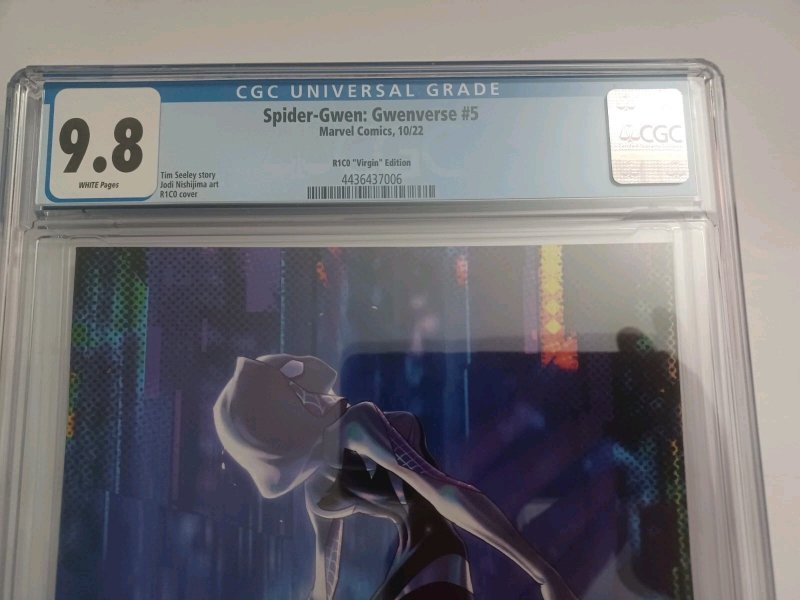 CGC UNIVERSAL GRADE
9.8
WHITE Pages
Spider-Gwen: Gwenverse #5
Marvel Comics, 10/22
R1C0 "Virgin" Edition
4436437006
Tim Seeley story
Jodi Nishijima art
R1C0 cover
CGC